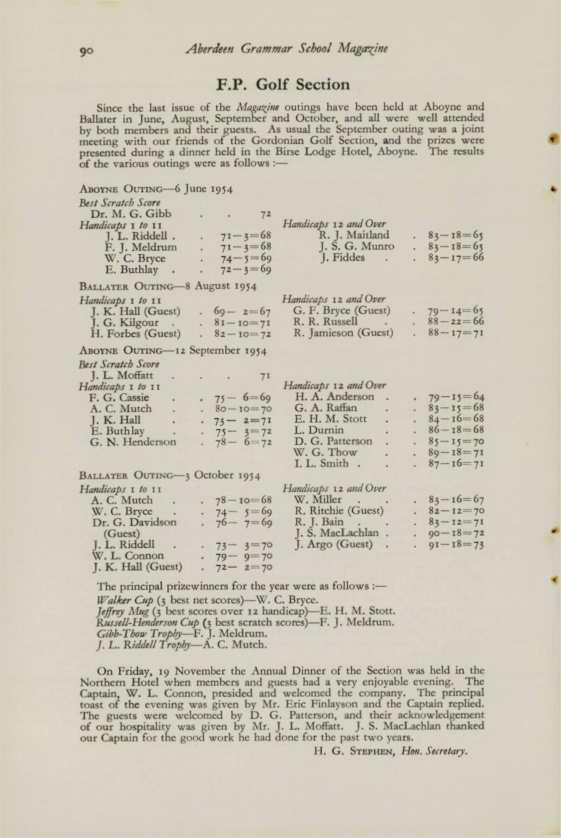 90 Aberdeen Grammar School Magazine
F.P. Golf Section
Since the last issue of the Magazine outings have been held at Aboyne and
Ballater in June, August, September and October, and all were well attended
by both members and their guests. As usual the September outing was a joint
meeting with our friends of the Gordonian Golf Section, and the prizes were
presented during a dinner held in the Birse Lodge Hotel, Aboyne. The results
of the various outings were as follows :—
Aboyne Outing—6 June 1954
Best Scratch Score
Dr. M. G. Gibb . . 72
Handicaps 1 to 11
J. L. Riddell . . 71— 3=68
F. J. Meldrum . 71— 3=68
W. C. Bryce . 74— 5=69
E. Buthlay . . 72— 3=69
Handicaps 12 and Over
R. J. Maitland . 83—18=65
J. S. G. Munro . 83—18=65
J. Fiddes . . 83—17=66
Ballater Outing—8 August 1954
Handicaps 1 to 11
J. K. Hall (Guest) . 69— 2=67
J. G. Kilgour . . 81—10=71
H. Forbes (Guest) . 82—10=72
Handicaps 12 and Over
G. F. Bryce (Guest) . 79—14=65
R. R. Russell . . 88—22=66
R. Jamieson (Guest) . 88—17=71
Aboyne Outing—12 September 1954
Best Scratch Score
J. L. Moffatt . . . 71
Handicaps 1 to 11
F. G. Cassie . . 75— 6=69
A. C. Mutch . . 80—10=70
J. K. Hall . . 73— 2=71
E. Buthlay . . 75— 3=72
G. N. Henderson . 78— 6=72
Handicaps 12 and Over
H. A. Anderson . . 79—15=64
G. A. Raffan . . 83—15=68
E. H. M. Stott . . 84—16=68
L. Durnin . . 86—18=68
D. G. Patterson . . 85—15=70
W. G. Thow . . 89—18=71
I. L. Smith . . . 87—16=71
Ballater Outing—3 October 1954
Handicaps 1 to 11
A. C. Mutch . . 78—10=68
W. C. Bryce . . 74— 5=69
Dr. G. Davidson . 76— 7=69
(Guest)
J. L. Riddell . . 73— 3=70
W. L. Connon . 79— 9=70
J. K. Hall (Guest) . 72— 2=70
Handicaps 12 and Over
W. Miller . . . 83—16=67
R. Ritchie (Guest) . 82—12=70
R. J. Bain . . . 83—12=71
J. S. MacLachlan . . 90—18=72
J. Argo (Guest) . . 91—18=73
The principal prizewinners for the year were as follows :—
Walker Cup (3 best net scores)—W. C. Bryce.
Jeffrey Mug (3 best scores over 12 handicap)—E. H. M. Stott.
Russell-Henderson Cup (3 best scratch scores)—F. J. Meldrum.
Gibb-Thow Trophy—F. J. Meldrum.
J. L. Riddell Trophy—A. C. Mutch.
On Friday, 19 November the Annual Dinner of the Section was held in the
Northern Hotel when members and guests had a very enjoyable evening. The
Captain, W. L. Connon, presided and welcomed the company. The principal
toast of the evening was given by Mr. Eric Finlayson and the Captain replied.
The guests were welcomed by D. G. Patterson, and their acknowledgement
of our hospitality was given by Mr. J. L. Moffatt. J. S. MacLachlan thanked
our Captain for the good work he had done for the past two years.
H. G. Stephen, Hon. Secretary.